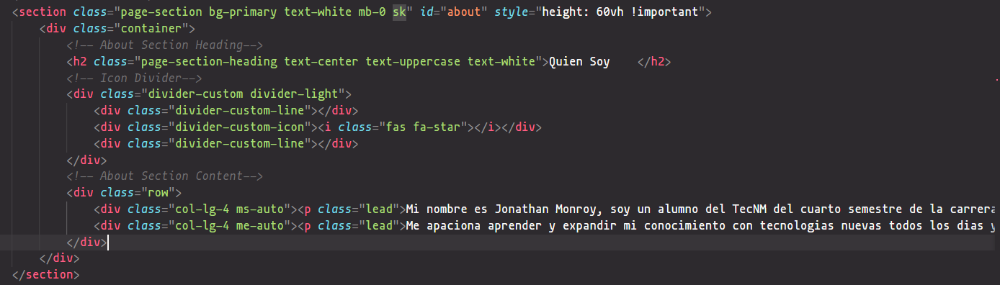 <section class="page-section bg-primary text-white mb-0 sk" id="about" style="height: 60vh !important">
<div class="container">
<!-- About Section Heading-->
<h2 class="page-section-heading text-center text-uppercase text-white">Quien Soy    </h2>
<!-- Icon Divider-->
<div class="divider-custom divider-light">
<div class="divider-custom-line"></div>
<div class="divider-custom-icon"><i class="fas fa-star"></i></div>
<div class="divider-custom-line"></div>
</div>
<!-- About Section Content-->
<div class="row">
<div class="col-lg-4 ms-auto"><p class="lead">Mi nombre es Jonathan Monroy, soy un alumno del TecNM del cuarto semestre de la carrera
<div class="col-lg-4 me-auto"><p class="lead">Me apaciona aprender y expandir mi conocimiento con tecnologias nuevas todos los dias y
</div>
</div>
</section>